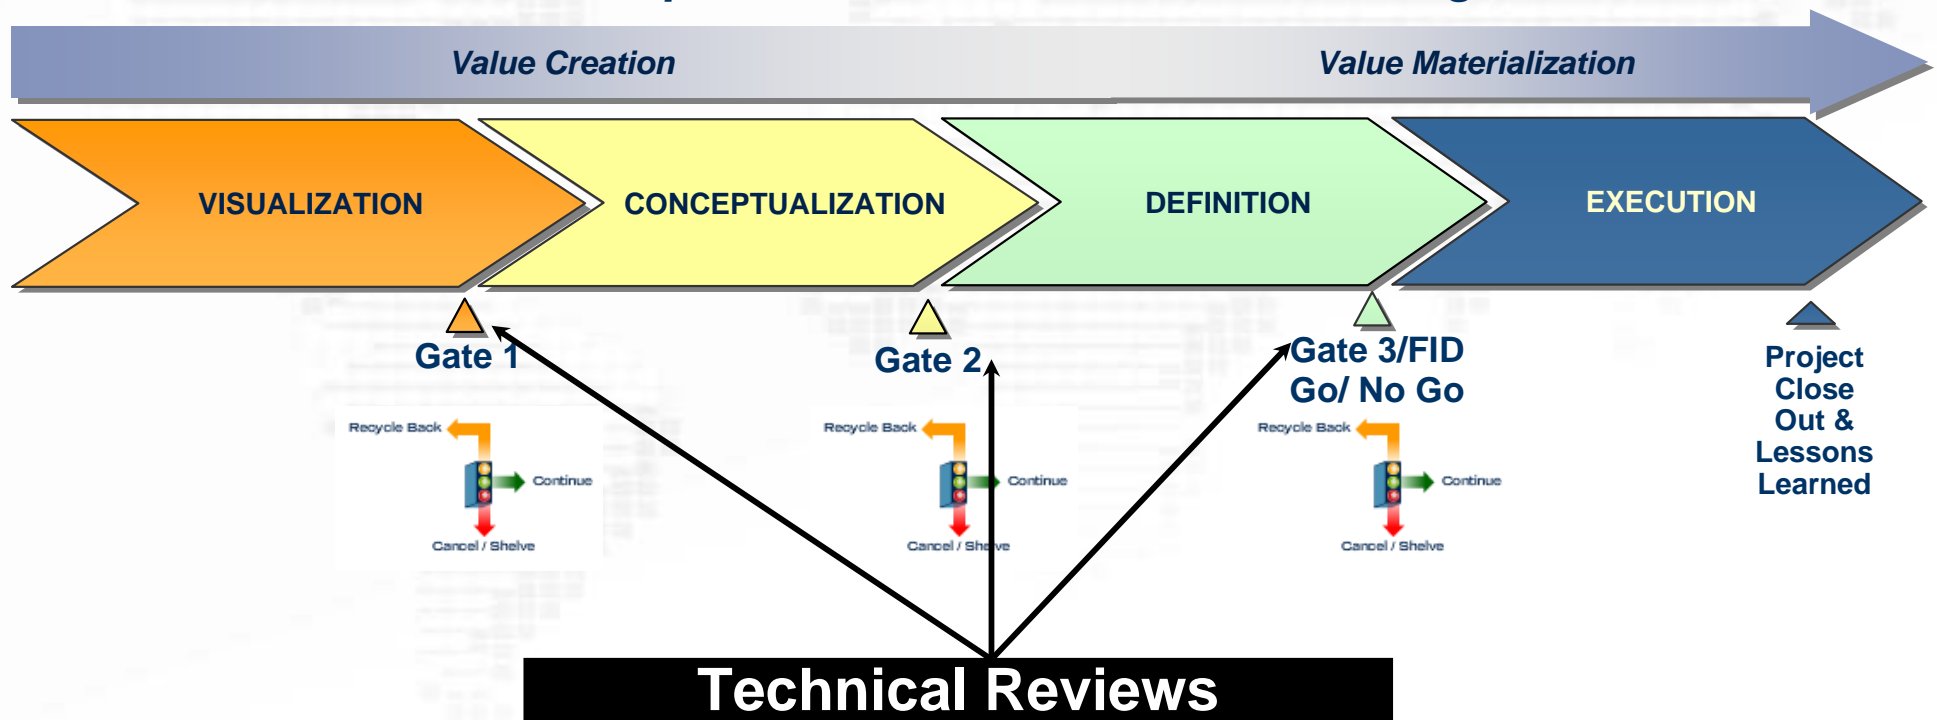 Value Creation
Value Materialization
VISUALIZATION
CONCEPTUALIZATION
DEFINITION
EXECUTION
Gate 1
Gate 2
Gate 3/FID
Go/ No Go
Project
Close
Out &
Lessons
Learned
Recycle Back
Continue
Cancel / Shelve
Recycle Back
Continue
Cancel / Shelve
Recycle Back
Continue
Cancel / Shelve
Technical Reviews